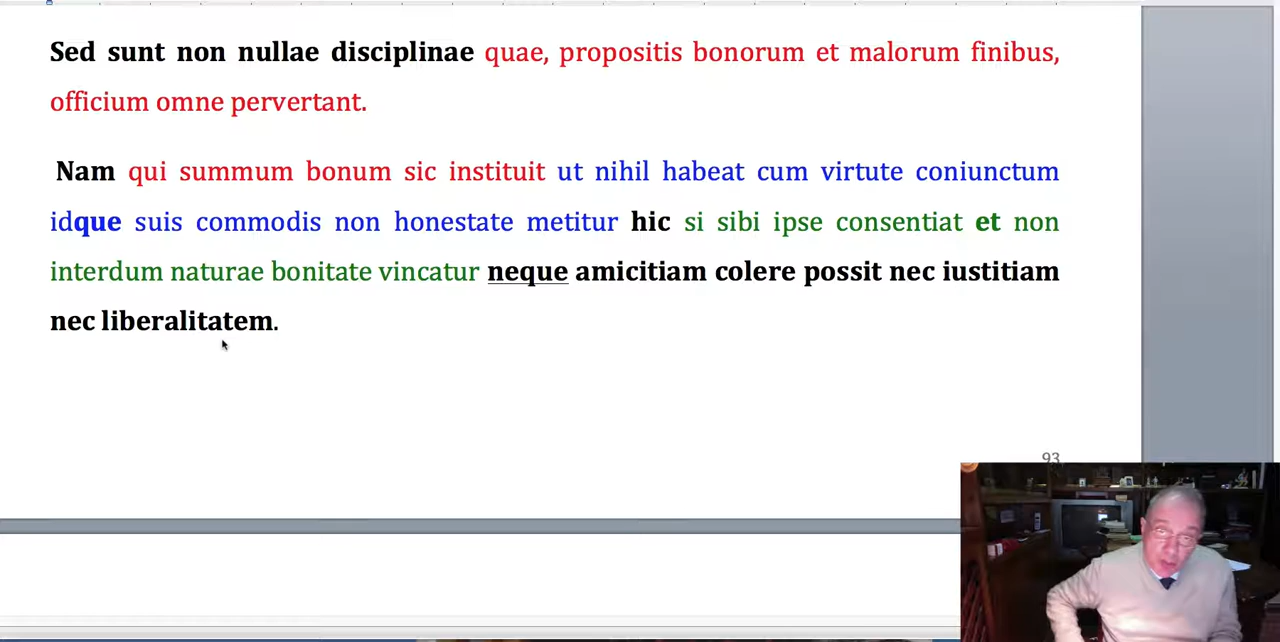 Sed sunt non nullae disciplinae quae, propositis bonorum et malorum finibus,
officium omne pervertant.
Nam qui summum bonum sic instituit ut nihil habeat cum virtute coniunctum
idque suis commodis non honestate metitur hic si sibi ipse consentiat et non
interdum naturae bonitate vincatur neque amicitiam colere possit nec iustitiam
nec liberalitatem.
93